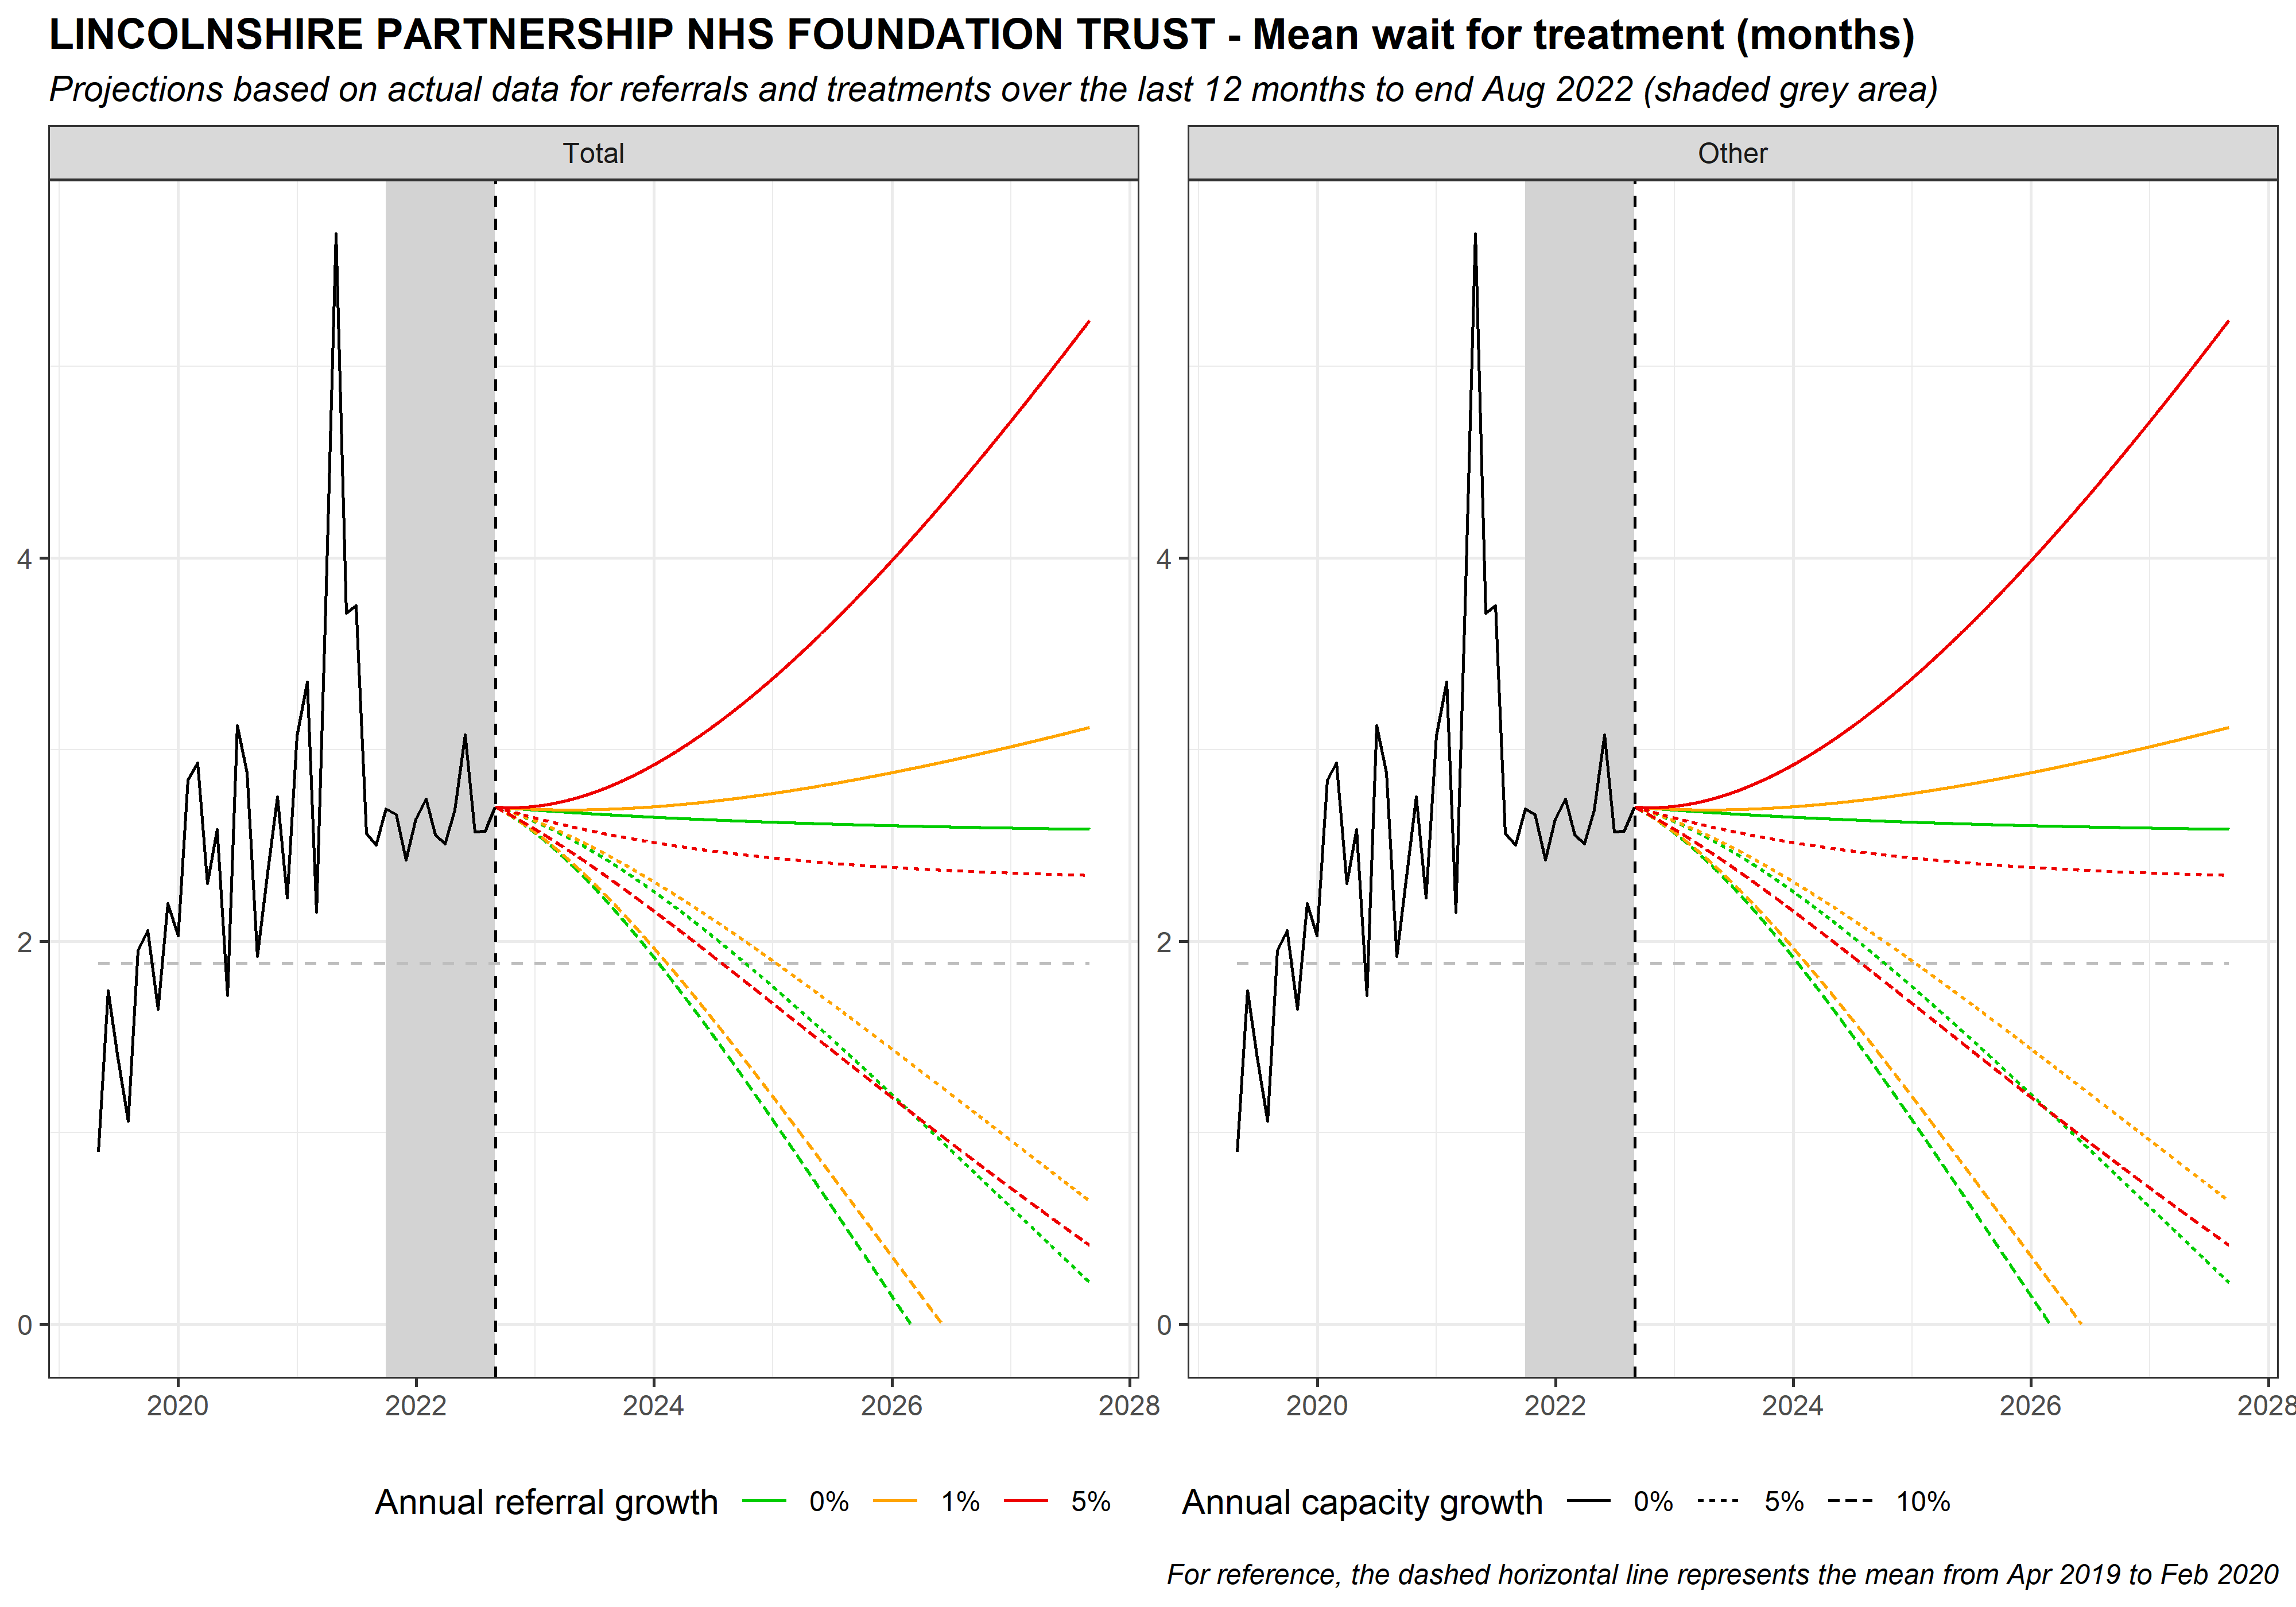 LINCOLNSHIRE PARTNERSHIP NHS FOUNDATION TRUST - Mean wait for treatment (months)
Projections based on actual data for referrals and treatments over the last 12 months to end Aug 2022 (shaded grey area)
Total
Other
4
2
0
4
2
0
2020 2022 2024 2026 2028
2020 2022 2024 2026 2028
Annual referral growth 0% 1% 5%
Annual capacity growth 0% 5% 10%
For reference, the dashed horizontal line represents the mean from Apr 2019 to Feb 2020